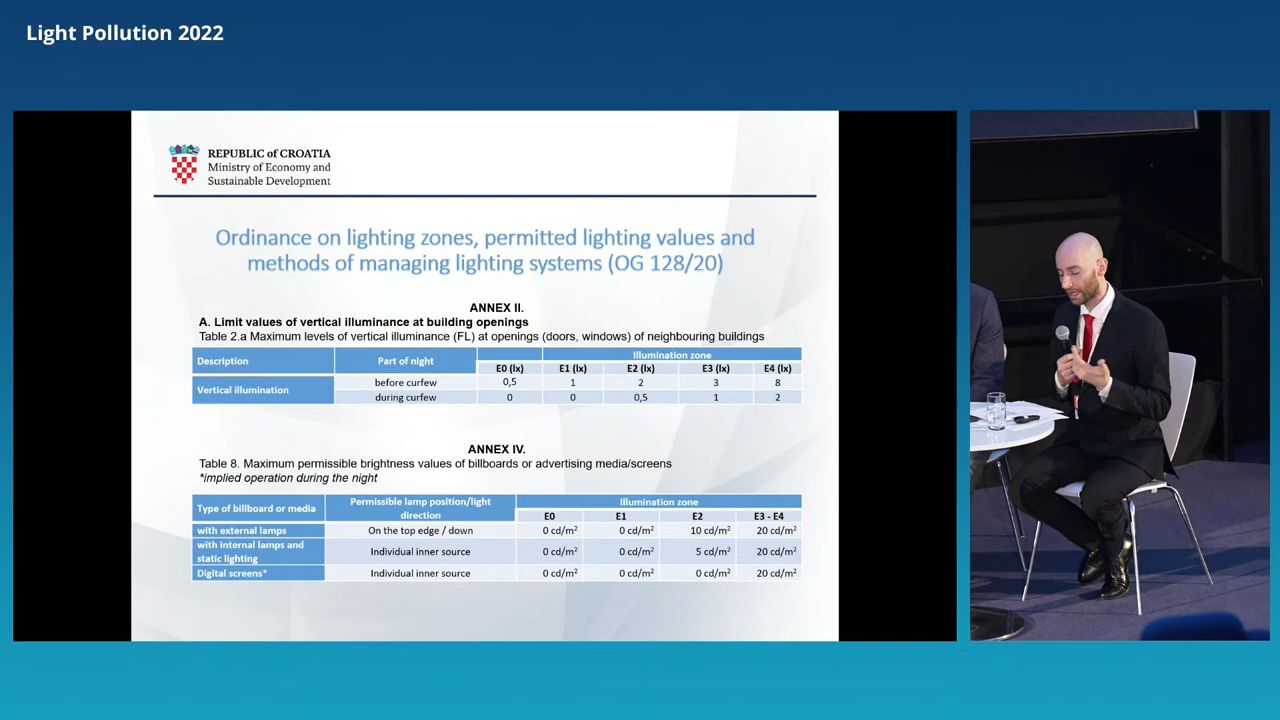 Light Pollution 2022
REPUBLIC of CROATIA
Ministry of Economy and
Sustainable Development
Ordinance on lighting zones, permitted lighting values and
methods of managing lighting systems (OG 128/20)
ANNEX II.
A. Limit values of vertical illuminance at building openings
Table 2.a Maximum levels of vertical illuminance (FL) at openings (doors, windows) of neighbouring buildings
Description Part of night Illumination zone
E0 (lx) E1 (lx) E2 (lx) E3 (lx) E4 (lx)
Vertical illumination before curfew 0,5 1 2 3 8
during curfew 0 0 0,5 1 2
ANNEX IV.
Table 8. Maximum permissible brightness values of billboards or advertising media/screens
*implied operation during the night
Type of billboard or media Permissible lamp position/light direction Illumination zone
E0 E1 E2 E3 - E4
with external lamps On the top edge / down 0 cd/m² 0 cd/m² 10 cd/m² 20 cd/m²
with internal lamps and static lighting Individual inner source 0 cd/m² 0 cd/m² 5 cd/m² 20 cd/m²
Digital screens* Individual inner source 0 cd/m² 0 cd/m² 0 cd/m² 20 cd/m²